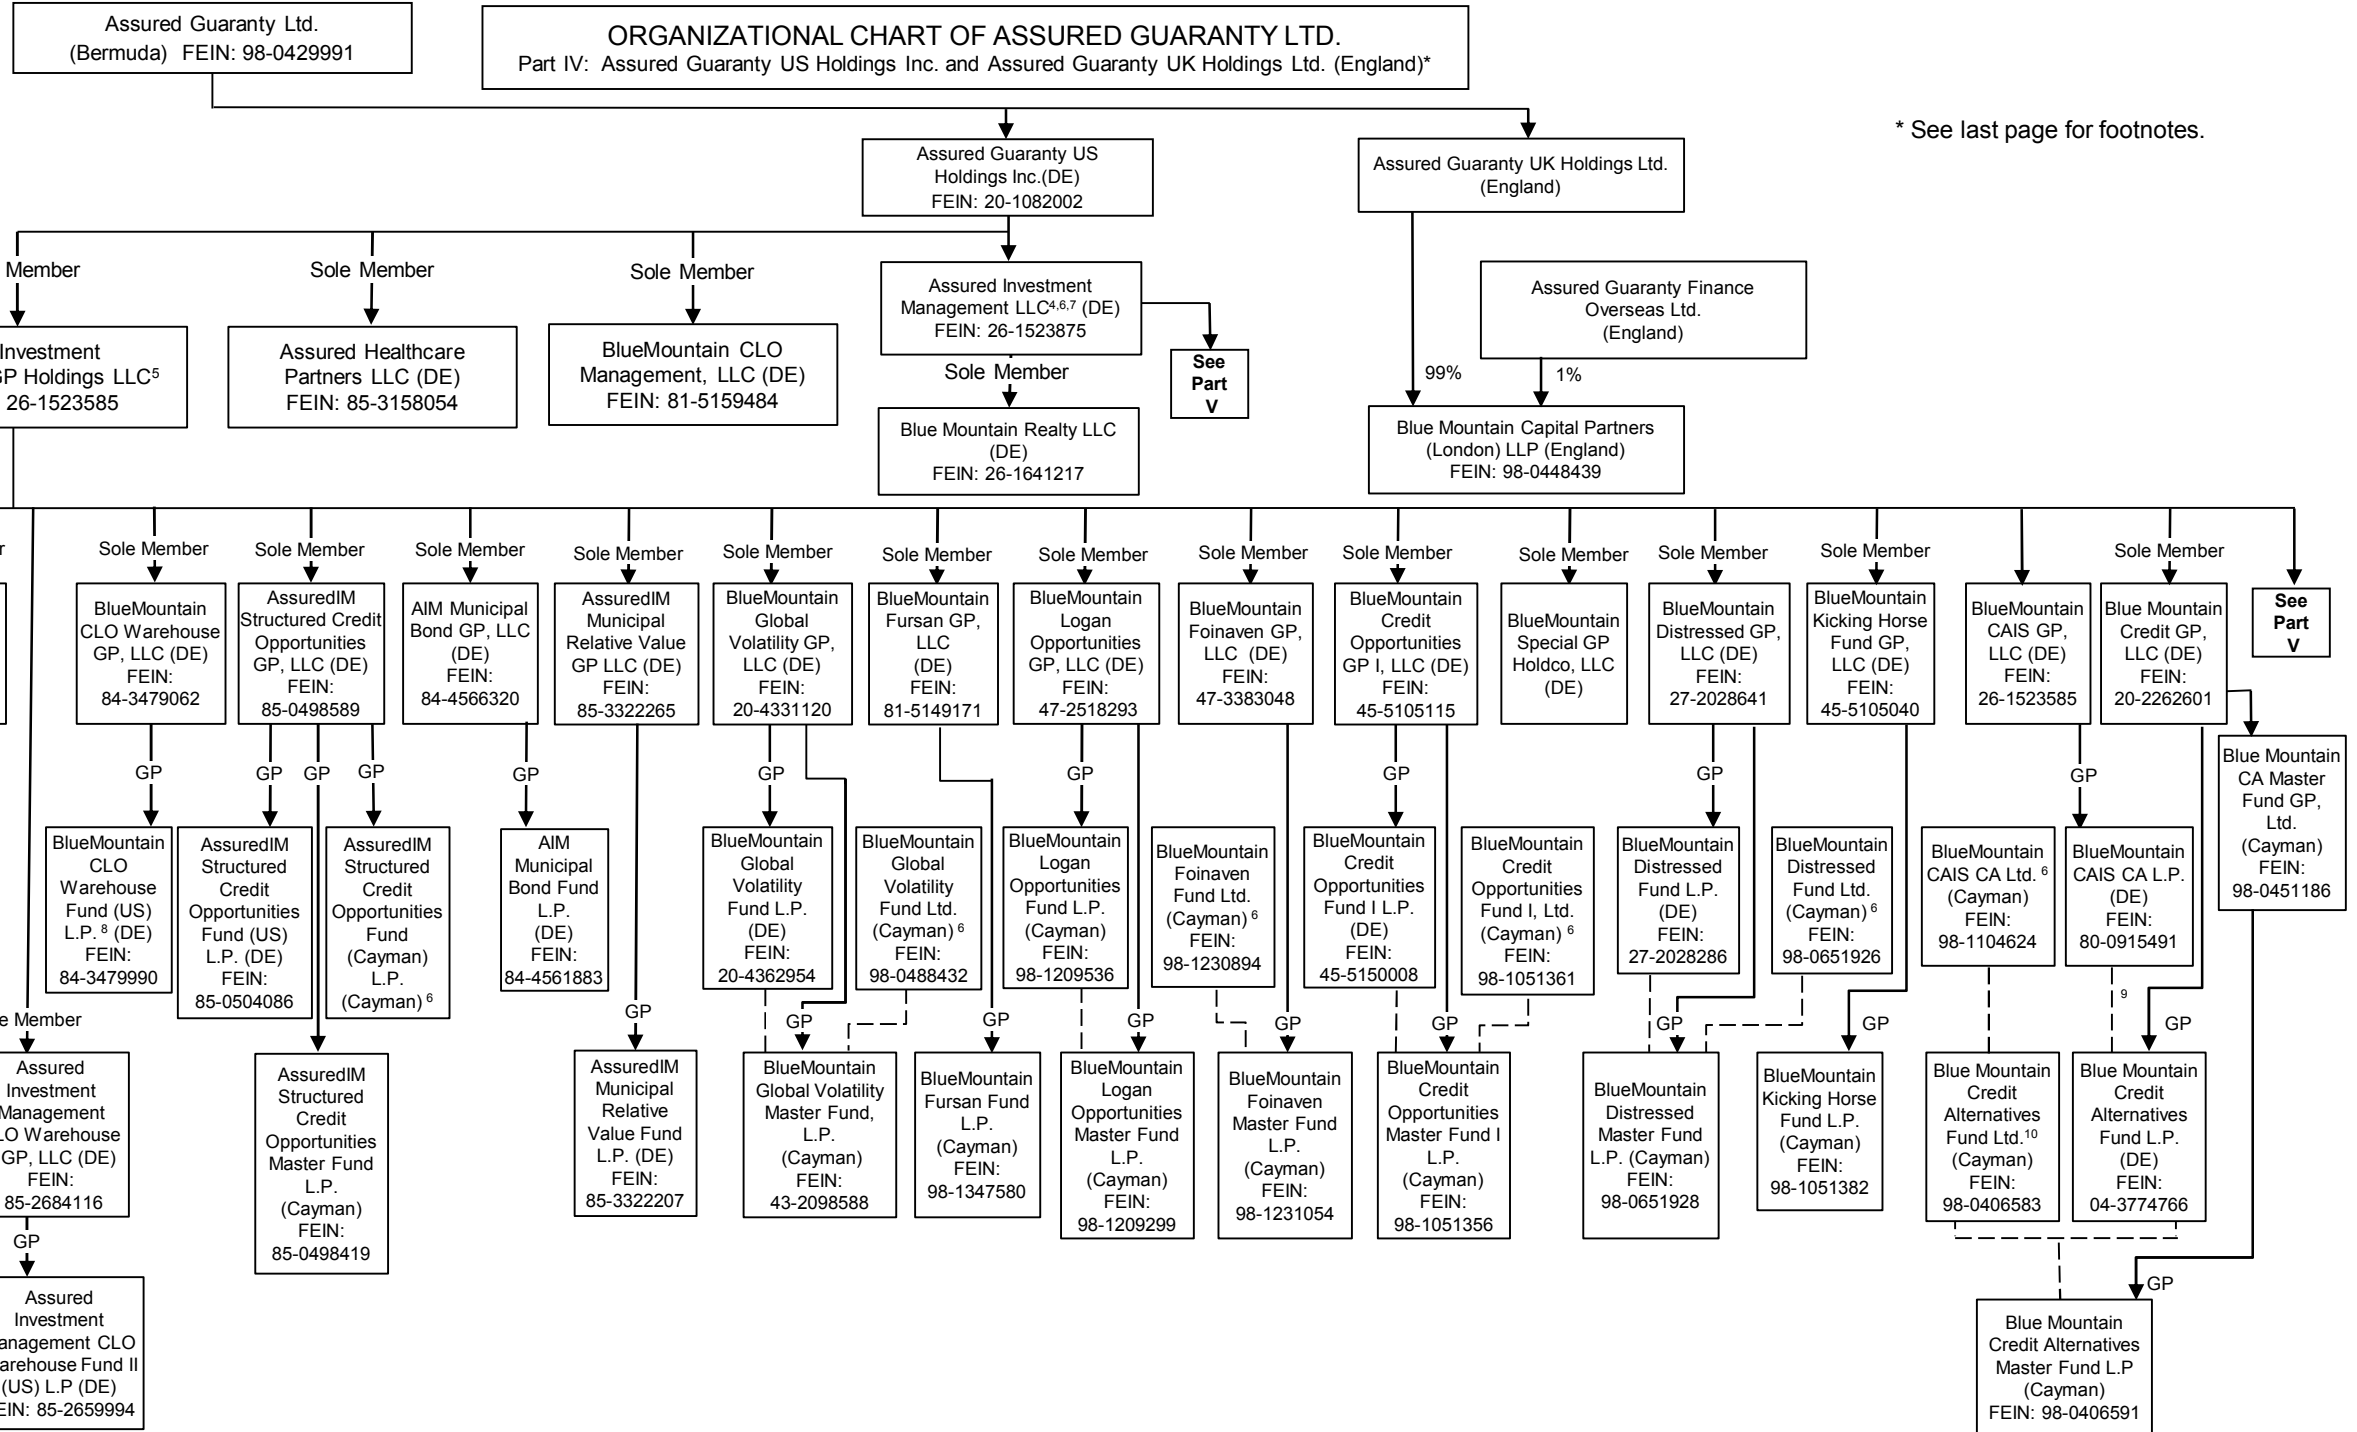 Assured Guaranty Ltd.
(Bermuda) FEIN: 98-0429991
ORGANIZATIONAL CHART OF ASSURED GUARANTY LTD.
Part IV: Assured Guaranty US Holdings Inc. and Assured Guaranty UK Holdings Ltd. (England)*
* See last page for footnotes.
Assured Guaranty US
Holdings Inc.(DE)
FEIN: 20-1082002
Assured Guaranty UK Holdings Ltd.
(England)
Member
Sole Member
Sole Member
Investment
GP Holdings LLC5
26-1523585
Assured Healthcare
Partners LLC (DE)
FEIN: 85-3158054
BlueMountain CLO
Management, LLC (DE)
FEIN: 81-5159484
Assured Investment
Management LLC4,6,7 (DE)
FEIN: 26-1523875
Sole Member
See
Part
V
Blue Mountain Realty LLC
(DE)
FEIN: 26-1641217
Assured Guaranty Finance
Overseas Ltd.
(England)
99%
1%
Blue Mountain Capital Partners
(London) LLP (England)
FEIN: 98-0448439
r
Sole Member
Sole Member
Sole Member
Sole Member
Sole Member
Sole Member
Sole Member
Sole Member
Sole Member
Sole Member
Sole Member
Sole Member
Sole Member
BlueMountain
CLO Warehouse
GP, LLC (DE)
FEIN:
84-3479062
AssuredIM
Structured Credit
Opportunities
GP, LLC (DE)
FEIN:
85-0498589
AIM Municipal
Bond GP, LLC
(DE)
FEIN:
84-4566320
AssuredIM
Municipal
Relative Value
GP LLC (DE)
FEIN:
85-3322265
BlueMountain
Global
Volatility GP,
LLC (DE)
FEIN:
20-4331120
BlueMountain
Fursan GP,
LLC
(DE)
FEIN:
81-5149171
BlueMountain
Logan
Opportunities
GP, LLC (DE)
FEIN:
47-2518293
BlueMountain
Foinaven GP,
LLC (DE)
FEIN:
47-3383048
BlueMountain
Credit
Opportunities
GP I, LLC (DE)
FEIN:
45-5105115
BlueMountain
Special GP
Holdco, LLC
(DE)
BlueMountain
Distressed GP,
LLC (DE)
FEIN:
27-2028641
BlueMountain
Kicking Horse
Fund GP,
LLC (DE)
FEIN:
45-5105040
BlueMountain
CAIS GP,
LLC (DE)
FEIN:
26-1523585
Blue Mountain
Credit GP,
LLC (DE)
FEIN:
20-2262601
See
Part
V
Blue Mountain
CA Master
Fund GP,
Ltd.
(Cayman)
FEIN:
98-0451186
GP
GP
GP
GP
GP
GP
GP
GP
GP
GP
BlueMountain
CLO
Warehouse
Fund (US)
L.P. 8 (DE)
FEIN:
84-3479990
AssuredIM
Structured
Credit
Opportunities
Fund (US)
L.P. (DE)
FEIN:
85-0504086
AssuredIM
Structured
Credit
Opportunities
Fund
(Cayman)
L.P.
(Cayman) 6
AIM
Municipal
Bond Fund
L.P.
(DE)
FEIN:
84-4561883
BlueMountain
Global
Volatility
Fund L.P.
(DE)
FEIN:
20-4362954
BlueMountain
Global
Volatility
Fund Ltd.
(Cayman) 6
FEIN:
98-0488432
BlueMountain
Logan
Opportunities
Fund L.P.
(Cayman)
FEIN:
98-1209536
BlueMountain
Foinaven
Fund Ltd.
(Cayman) 6
FEIN:
98-1230894
BlueMountain
Credit
Opportunities
Fund I L.P.
(DE)
FEIN:
45-5150008
BlueMountain
Credit
Opportunities
Fund I, Ltd.
(Cayman) 6
FEIN:
98-1051361
BlueMountain
Distressed
Fund L.P.
(DE)
FEIN:
27-2028286
BlueMountain
Distressed
Fund Ltd.
(Cayman) 6
FEIN:
98-0651926
BlueMountain
CAIS CA Ltd. 6
(Cayman)
FEIN:
98-1104624
BlueMountain
CAIS CA L.P.
(DE)
FEIN:
80-0915491
e Member
GP
GP
GP
GP
GP
GP
GP
GP
9
GP
Assured
Investment
Management
LO Warehouse
GP, LLC (DE)
FEIN:
85-2684116
AssuredIM
Structured
Credit
Opportunities
Master Fund
L.P.
(Cayman)
FEIN:
85-0498419
AssuredIM
Municipal
Relative
Value Fund
L.P. (DE)
FEIN:
85-3322207
BlueMountain
Global Volatility
Master Fund,
L.P.
(Cayman)
FEIN:
43-2098588
BlueMountain
Fursan Fund
L.P.
(Cayman)
FEIN:
98-1347580
BlueMountain
Logan
Opportunities
Master Fund
L.P.
(Cayman)
FEIN:
98-1209299
BlueMountain
Foinaven
Master Fund
L.P.
(Cayman)
FEIN:
98-1231054
BlueMountain
Credit
Opportunities
Master Fund I
L.P.
(Cayman)
FEIN:
98-1051356
BlueMountain
Distressed
Master Fund
L.P. (Cayman)
FEIN:
98-0651928
BlueMountain
Kicking Horse
Fund L.P.
(Cayman)
FEIN:
98-1051382
Blue Mountain
Credit
Alternatives
Fund Ltd.10
(Cayman)
FEIN:
98-0406583
Blue Mountain
Credit
Alternatives
Fund L.P.
(DE)
FEIN:
04-3774766
GP
GP
Assured
Investment
anagement CLO
arehouse Fund II
(US) L.P (DE)
EIN: 85-2659994
Blue Mountain
Credit Alternatives
Master Fund L.P
(Cayman)
FEIN: 98-0406591